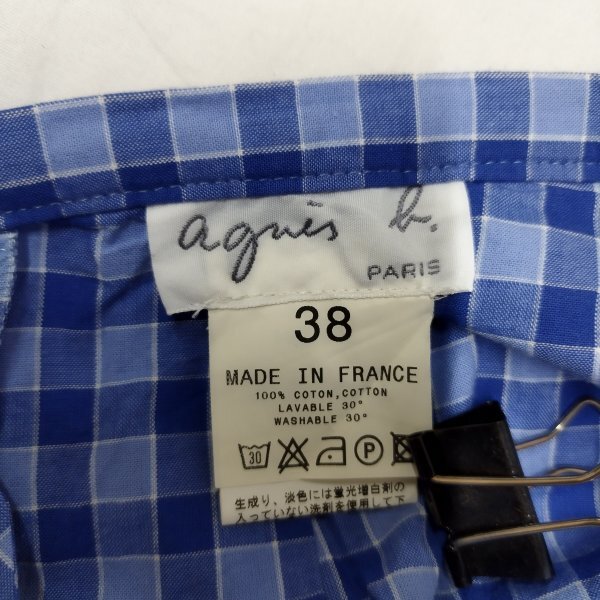 agnès b.
PARIS
38
MADE IN FRANCE
100% COTON,COTTON
LAVABLE 30°
WASHABLE 30°
30 P
生成り、淡色には蛍光増白剤の
入っていない洗剤を使用して下